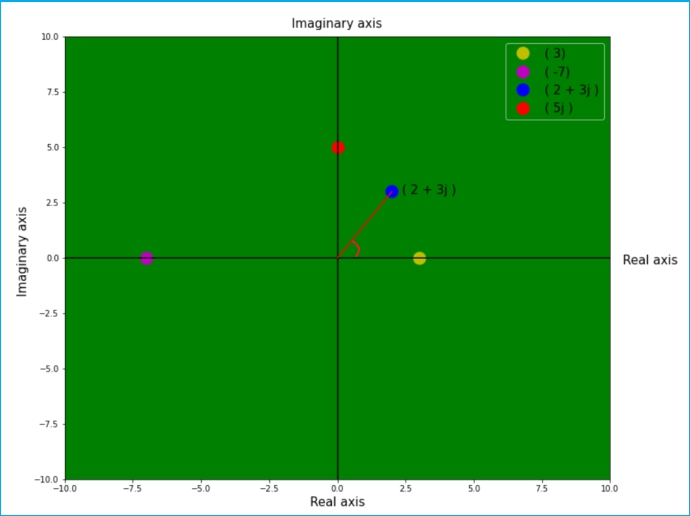 Imaginary axis
10.0
( 3)
( -7)
( 2 + 3j )
( 5j )
7.5
5.0
2.5
( 2 + 3j )
Imaginary axis
0.0
Real axis
−2.5
−5.0
−7.5
−10.0
−10.0 −7.5 −5.0 −2.5 0.0 2.5 5.0 7.5 10.0
Real axis